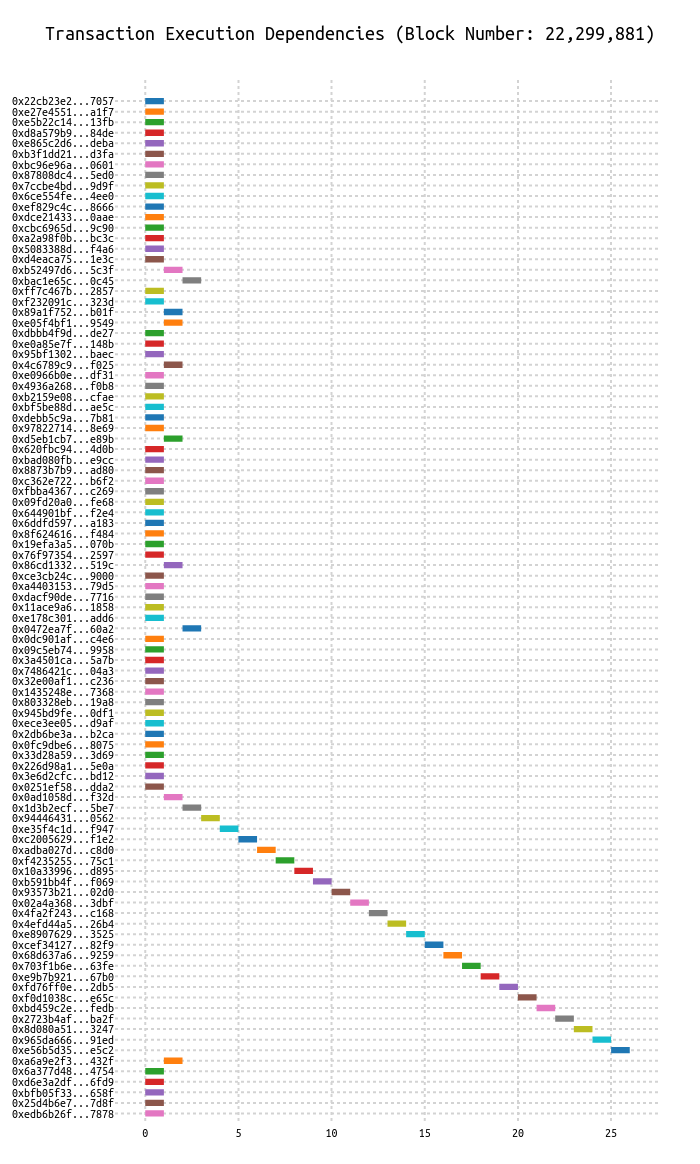 Transaction Execution Dependencies (Block Number: 22,299,881)
0x22cb23e2...7057
0xe27e4551...a1f7
0xe5b22c14...13fb
0xd8a579b9...84de
0xe865c2d6...deba
0xb3f1dd21...d3fa
0xbc96e96a...0601
0x87808dc4...5ed0
0x7ccbe4bd...9d9f
0x6ce554fe...4ee0
0xef829c4c...8666
0xdce21433...0aae
0xcbc6965d...9c90
0xa2a98f0b...bc3c
0x5083388d...f4a6
0xd4eaca75...1e3c
0xb52497d6...5c3f
0xbac1e65c...0c45
0xff7c467b...2857
0xf232091c...323d
0x89a1f752...b01f
0xe05f4bf1...9549
0xdbbb4f9d...de27
0xe0a85e7f...148b
0x95bf1302...baec
0x4c6789c9...f025
0xe0966b0e...df31
0x4936a268...f0b8
0xb2159e08...cfae
0xbf5be88d...ae5c
0xdebb5c9a...7b81
0x97822714...8e69
0xd5eb1cb7...e89b
0x620fbc94...4d0b
0xbad080fb...e9cc
0x8873b7b9...ad80
0xc362e722...b6f2
0xfbba4367...c269
0x09fd20a0...fe68
0x644901bf...f2e4
0x6ddfd597...a183
0x8f624616...f484
0x19efa3a5...070b
0x76f97354...2597
0x86cd1332...519c
0xce3cb24c...9000
0xa4403153...79d5
0xdacf90de...7716
0x11ace9a6...1858
0xe178c301...add6
0x0472ea7f...60a2
0x0dc901af...c4e6
0x09c5eb74...9958
0x3a4501ca...5a7b
0x7486421c...04a3
0x32e00af1...c236
0x1435248e...7368
0x803328eb...19a8
0x945bd9fe...0df1
0xece3ee05...d9af
0x2db6be3a...b2ca
0x0fc9dbe6...8075
0x33d28a59...3d69
0x226d98a1...5e0a
0x3e6d2cfc...bd12
0x0251ef58...dda2
0x0ad1058d...f32d
0x1d3b2ecf...5be7
0x94446431...0562
0xe35f4c1d...f947
0xc2005629...f1e2
0xadba027d...c8d0
0xf4235255...75c1
0x10a33996...d895
0xb591bb4f...f069
0x93573b21...02d0
0x02a4a368...3dbf
0x4fa2f243...c168
0x4efd44a5...26b4
0xe8907629...3525
0xcef34127...82f9
0x68d637a6...9259
0x703f1b6e...63fe
0xe9b7b921...67b0
0xfd76ff0e...2db5
0xf0d1038c...e65c
0xbd459c2e...fedb
0x2723b4af...ba2f
0x8d080a51...3247
0x965da666...91ed
0xe56b5d35...e5c2
0xa6a9e2f3...432f
0x6a377d48...4754
0xd6e3a2df...6fd9
0xbfb05f33...658f
0x25d4b6e7...7d8f
0xedb6b26f...7878
0 5 10 15 20 25